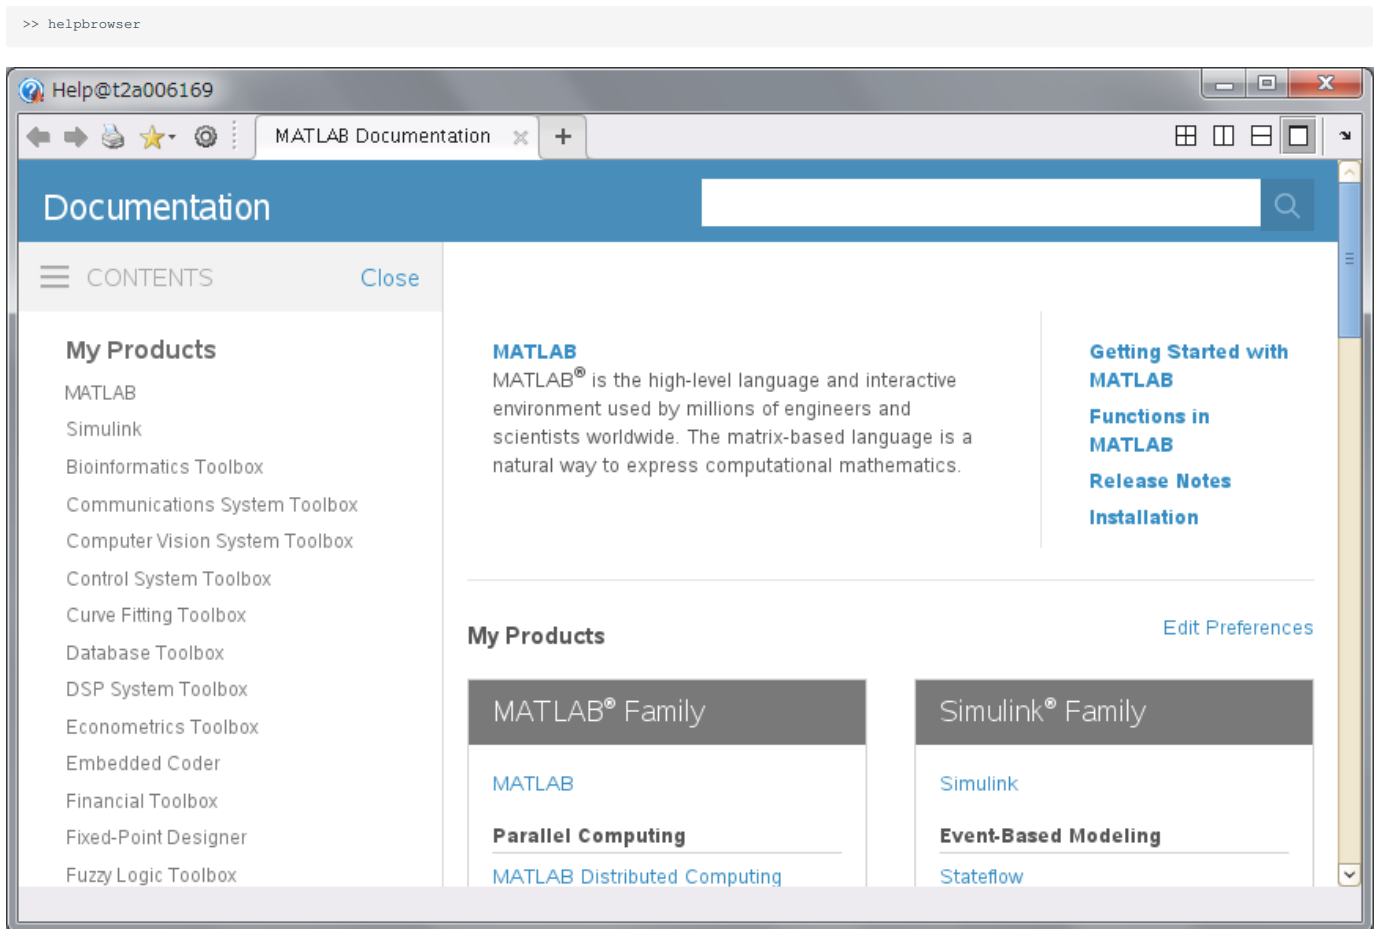 >> helpbrowser
Help@t2a006169
MATLAB Documentation
Documentation
CONTENTS Close
My Products
MATLAB
Simulink
Bioinformatics Toolbox
Communications System Toolbox
Computer Vision System Toolbox
Control System Toolbox
Curve Fitting Toolbox
Database Toolbox
DSP System Toolbox
Econometrics Toolbox
Embedded Coder
Financial Toolbox
Fixed-Point Designer
Fuzzy Logic Toolbox
MATLAB
MATLAB® is the high-level language and interactive
environment used by millions of engineers and
scientists worldwide. The matrix-based language is a
natural way to express computational mathematics.
Getting Started with
MATLAB
Functions in
MATLAB
Release Notes
Installation
My Products
Edit Preferences
MATLAB® Family
MATLAB
Parallel Computing
MATLAB Distributed Computing
Simulink® Family
Simulink
Event-Based Modeling
Stateflow